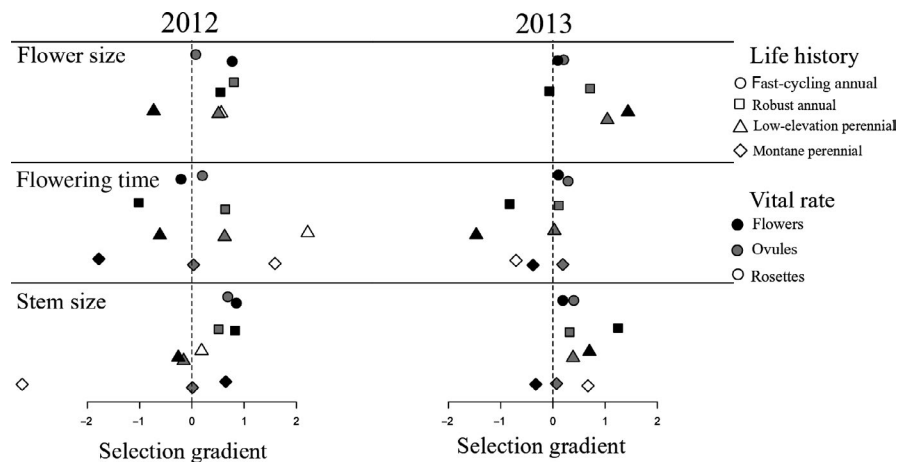 2012 2013
Flower size
Flowering time
Stem size
Life history
Fast-cycling annual
Robust annual
Low-elevation perennial
Montane perennial
Vital rate
Flowers
Ovules
Rosettes
−2 −1 0 1 2 −2 −1 0 1 2
Selection gradient Selection gradient